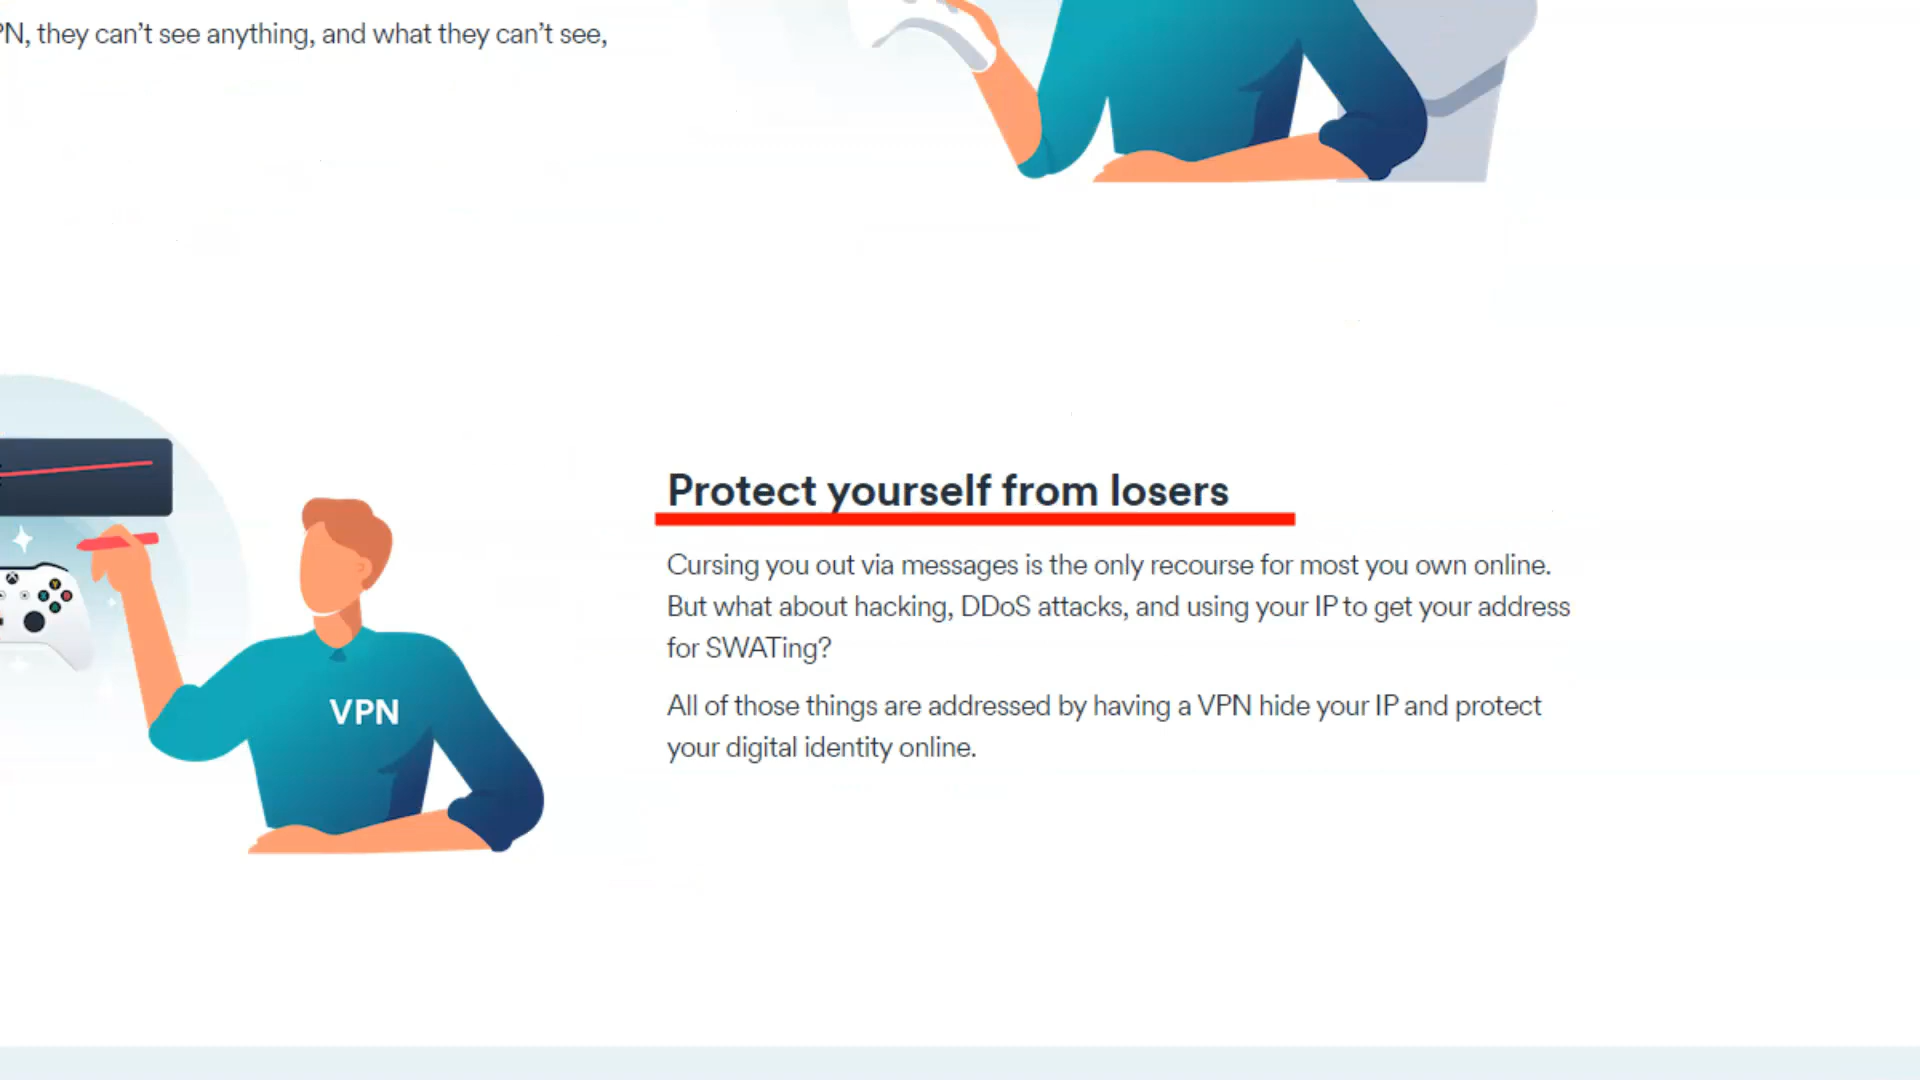 N, they can’t see anything, and what they can’t see,
Protect yourself from losers
Cursing you out via messages is the only recourse for most you own online.
But what about hacking, DDoS attacks, and using your IP to get your address
for SWATing?
All of those things are addressed by having a VPN hide your IP and protect
your digital identity online.
VPN